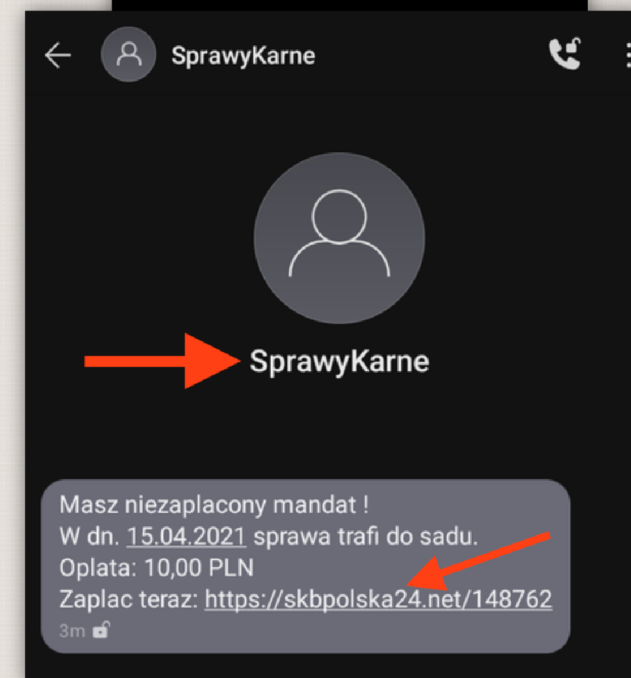 SprawyKarne
SprawyKarne
Masz niezaplacony mandat !
W dn. 15.04.2021 sprawa trafi do sadu.
Oplata: 10,00 PLN
Zaplac teraz: https://skbpolska24.net/148762
3m